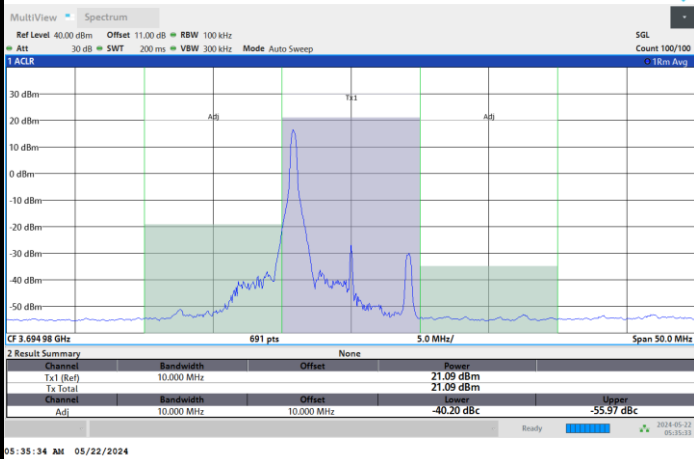 MultiView Spectrum
Ref Level 40.00 dBm Offset 11.00 dB RBW 100 kHz SGL
Att 30 dB SWT 200 ms VBW 300 kHz Mode Auto Sweep Count 100/100
1 ACLR 1Rm Avg
30 dBm
Tx1
20 dBm
Adj Adj
10 dBm
0 dBm
-10 dBm
-20 dBm
-30 dBm
-40 dBm
-50 dBm
CF 3.694 98 GHz 691 pts 5.0 MHz/ Span 50.0 MHz
2 Result Summary None
Channel Bandwidth Offset Power
Tx1 (Ref) 10.000 MHz 21.09 dBm
Tx Total 21.09 dBm
Channel Bandwidth Offset Lower Upper
Adj 10.000 MHz 10.000 MHz -40.20 dBc -55.97 dBc
Ready 2024-05-22
05:35:33
05:35:34 AM 05/22/2024